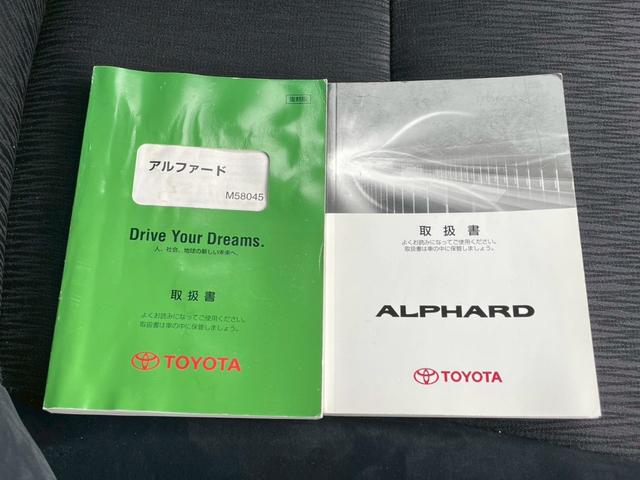 復刻版
アルファード
M58045
Drive Your Dreams.
人、社会、地球の新しい未来へ。
取扱書
よくお読みになってご使用ください。
取扱書は車の中に保管しましょう。
TOYOTA
取扱書
よくお読みになってご使用ください。
取扱書は車の中に保管しましょう。
ALPHARD
TOYOTA